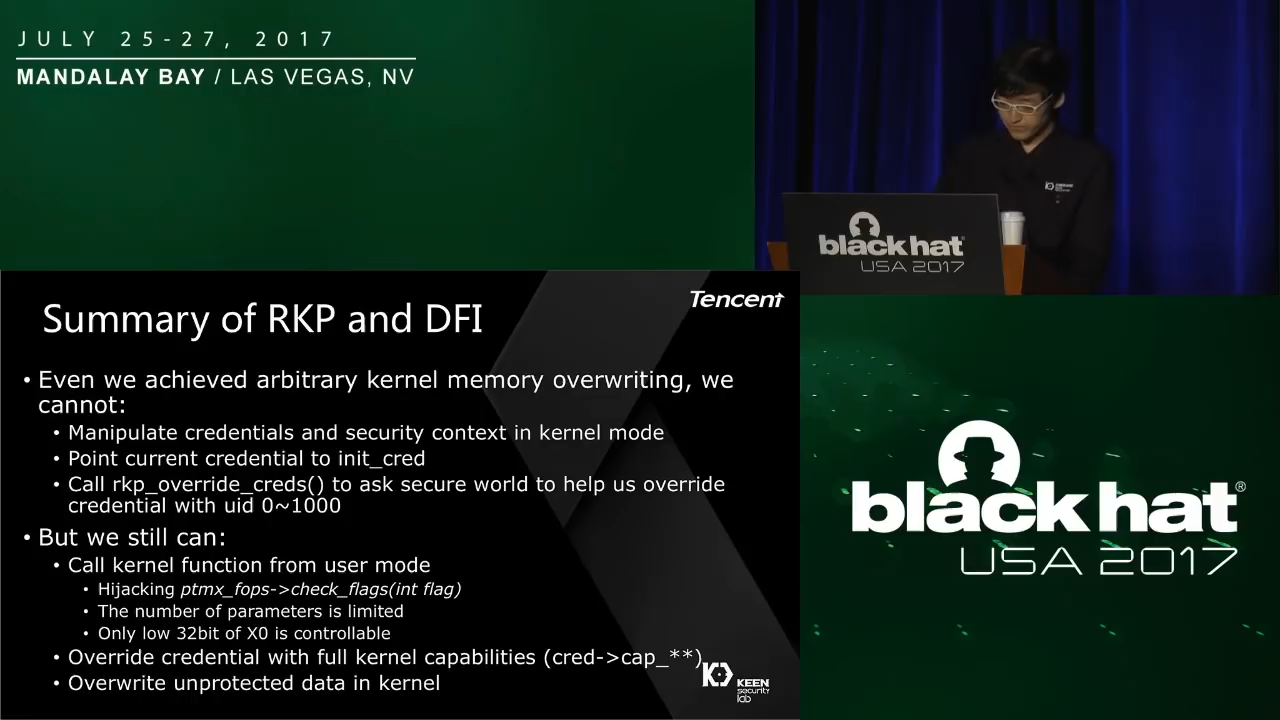 JULY 25-27, 2017
MANDALAY BAY / LAS VEGAS, NV
black hat
USA 2017
Tencent
Summary of RKP and DFI
• Even we achieved arbitrary kernel memory overwriting, we
cannot:
• Manipulate credentials and security context in kernel mode
• Point current credential to init_cred
• Call rkp_override_creds() to ask secure world to help us override
credential with uid 0~1000
• But we still can:
• Call kernel function from user mode
• Hijacking ptmx_fops->check_flags(int flag)
• The number of parameters is limited
• Only low 32bit of X0 is controllable
• Override credential with full kernel capabilities (cred->cap_**)
• Overwrite unprotected data in kernel
KEEN
security
lab
black hat®
USA 2017